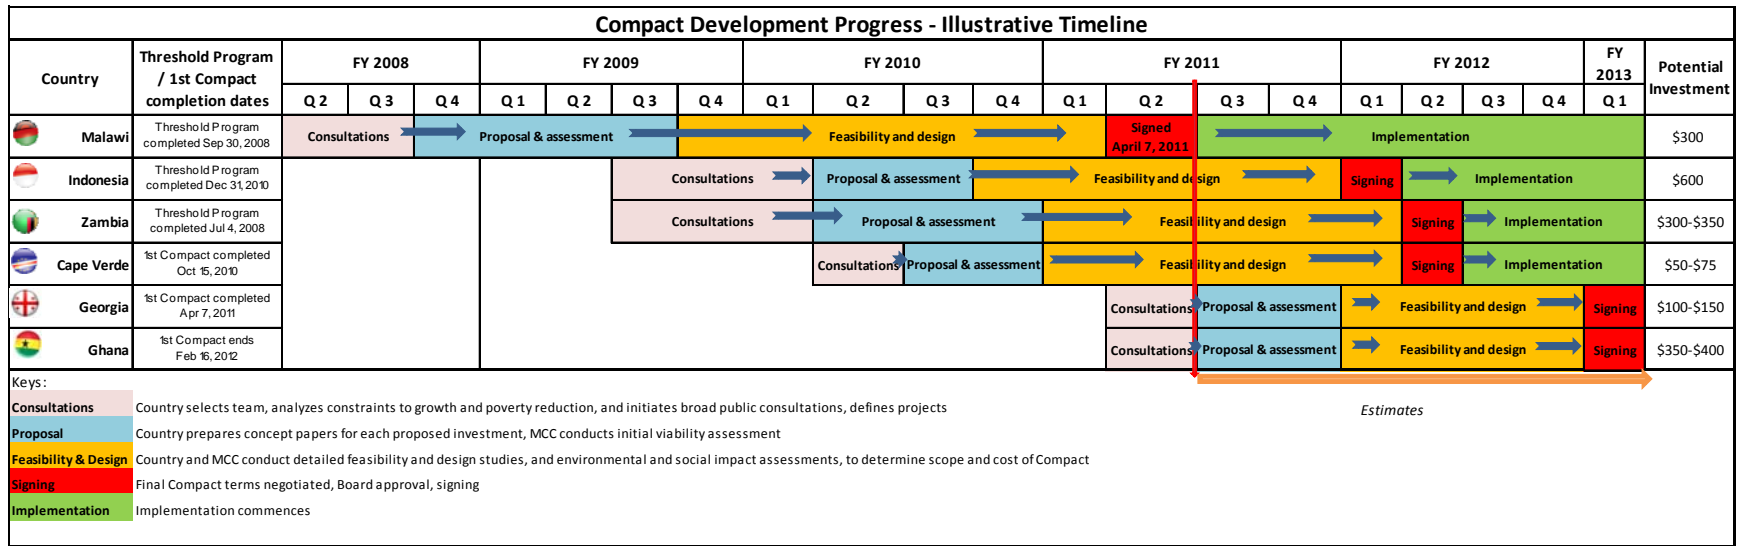 Compact Development Progress - Illustrative Timeline
Country
Threshold Program
/ 1st Compact
completion dates
FY 2008
FY 2009
FY 2010
FY 2011
FY 2012
FY
2013
Potential
Investment
Q 2 Q 3 Q 4 Q 1 Q 2 Q 3 Q 4 Q 1 Q 2 Q 3 Q 4 Q 1 Q 2 Q 3 Q 4 Q 1 Q 2 Q 3 Q 4 Q 1
Malawi
Threshold Program
completed Sep 30, 2008
Consultations
Proposal & assessment
Feasibility and design
Signed
April 7, 2011
Implementation
$300
Indonesia
Threshold Program
completed Dec 31, 2010
Consultations
Proposal & assessment
Feasibility and design
Signing
Implementation
$600
Zambia
Threshold Program
completed Jul 4, 2008
Consultations
Proposal & assessment
Feasibility and design
Signing
Implementation
$300-$350
Cape Verde
1st Compact completed
Oct 15, 2010
Consultations
Proposal & assessment
Feasibility and design
Signing
Implementation
$50-$75
Georgia
1st Compact completed
Apr 7, 2011
Consultations
Proposal & assessment
Feasibility and design
Signing
$100-$150
Ghana
1st Compact ends
Feb 16, 2012
Consultations
Proposal & assessment
Feasibility and design
Signing
$350-$400
Keys:
Estimates
Consultations Country selects team, analyzes constraints to growth and poverty reduction, and initiates broad public consultations, defines projects
Proposal Country prepares concept papers for each proposed investment, MCC conducts initial viability assessment
Feasibility & Design Country and MCC conduct detailed feasibility and design studies, and environmental and social impact assessments, to determine scope and cost of Compact
Signing Final Compact terms negotiated, Board approval, signing
Implementation Implementation commences